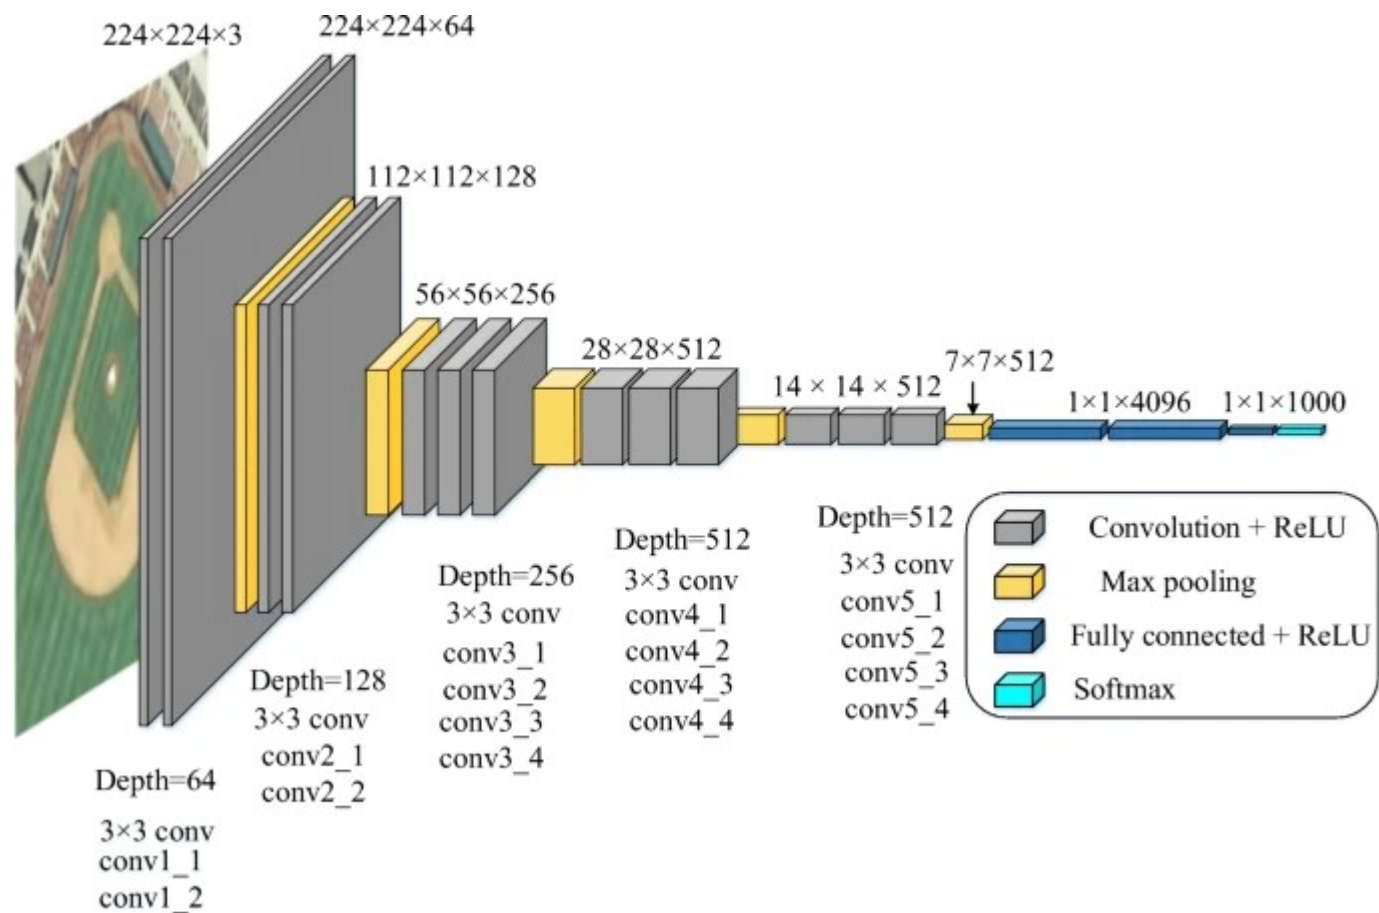 224×224×3
224×224×64
112×112×128
56×56×256
28×28×512
14 × 14 × 512
7×7×512
1×1×4096
1×1×1000
Depth=64
3×3 conv
conv1_1
conv1_2
Depth=128
3×3 conv
conv2_1
conv2_2
Depth=256
3×3 conv
conv3_1
conv3_2
conv3_3
conv3_4
Depth=512
3×3 conv
conv4_1
conv4_2
conv4_3
conv4_4
Depth=512
3×3 conv
conv5_1
conv5_2
conv5_3
conv5_4
Convolution + ReLU
Max pooling
Fully connected + ReLU
Softmax